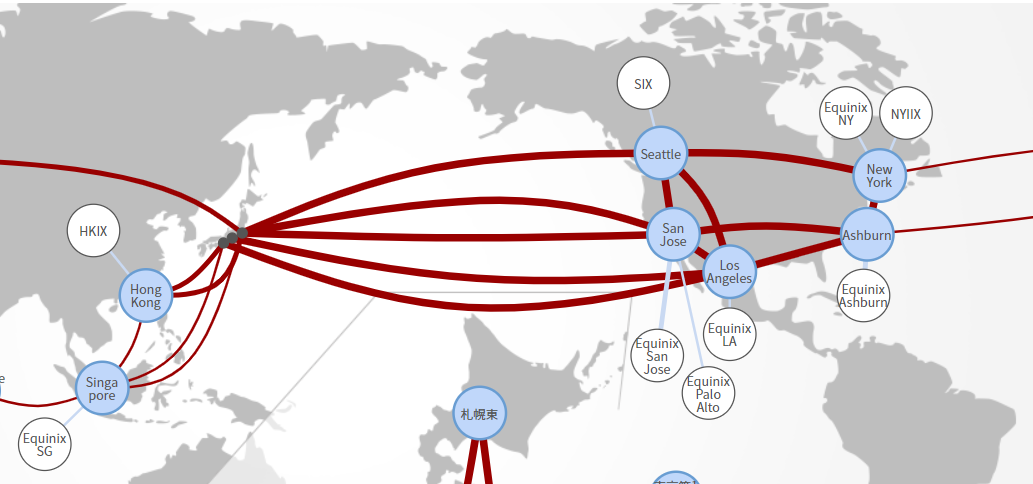 SIX
Equinix
NY
NYIIX
Seattle
New
York
HKIX
San
Jose
Ashburn
Los
Angeles
Hong
Kong
Equinix
Ashburn
Equinix
LA
Equinix
San
Jose
Singa
pore
Equinix
Palo
Alto
札幌東
Equinix
SG